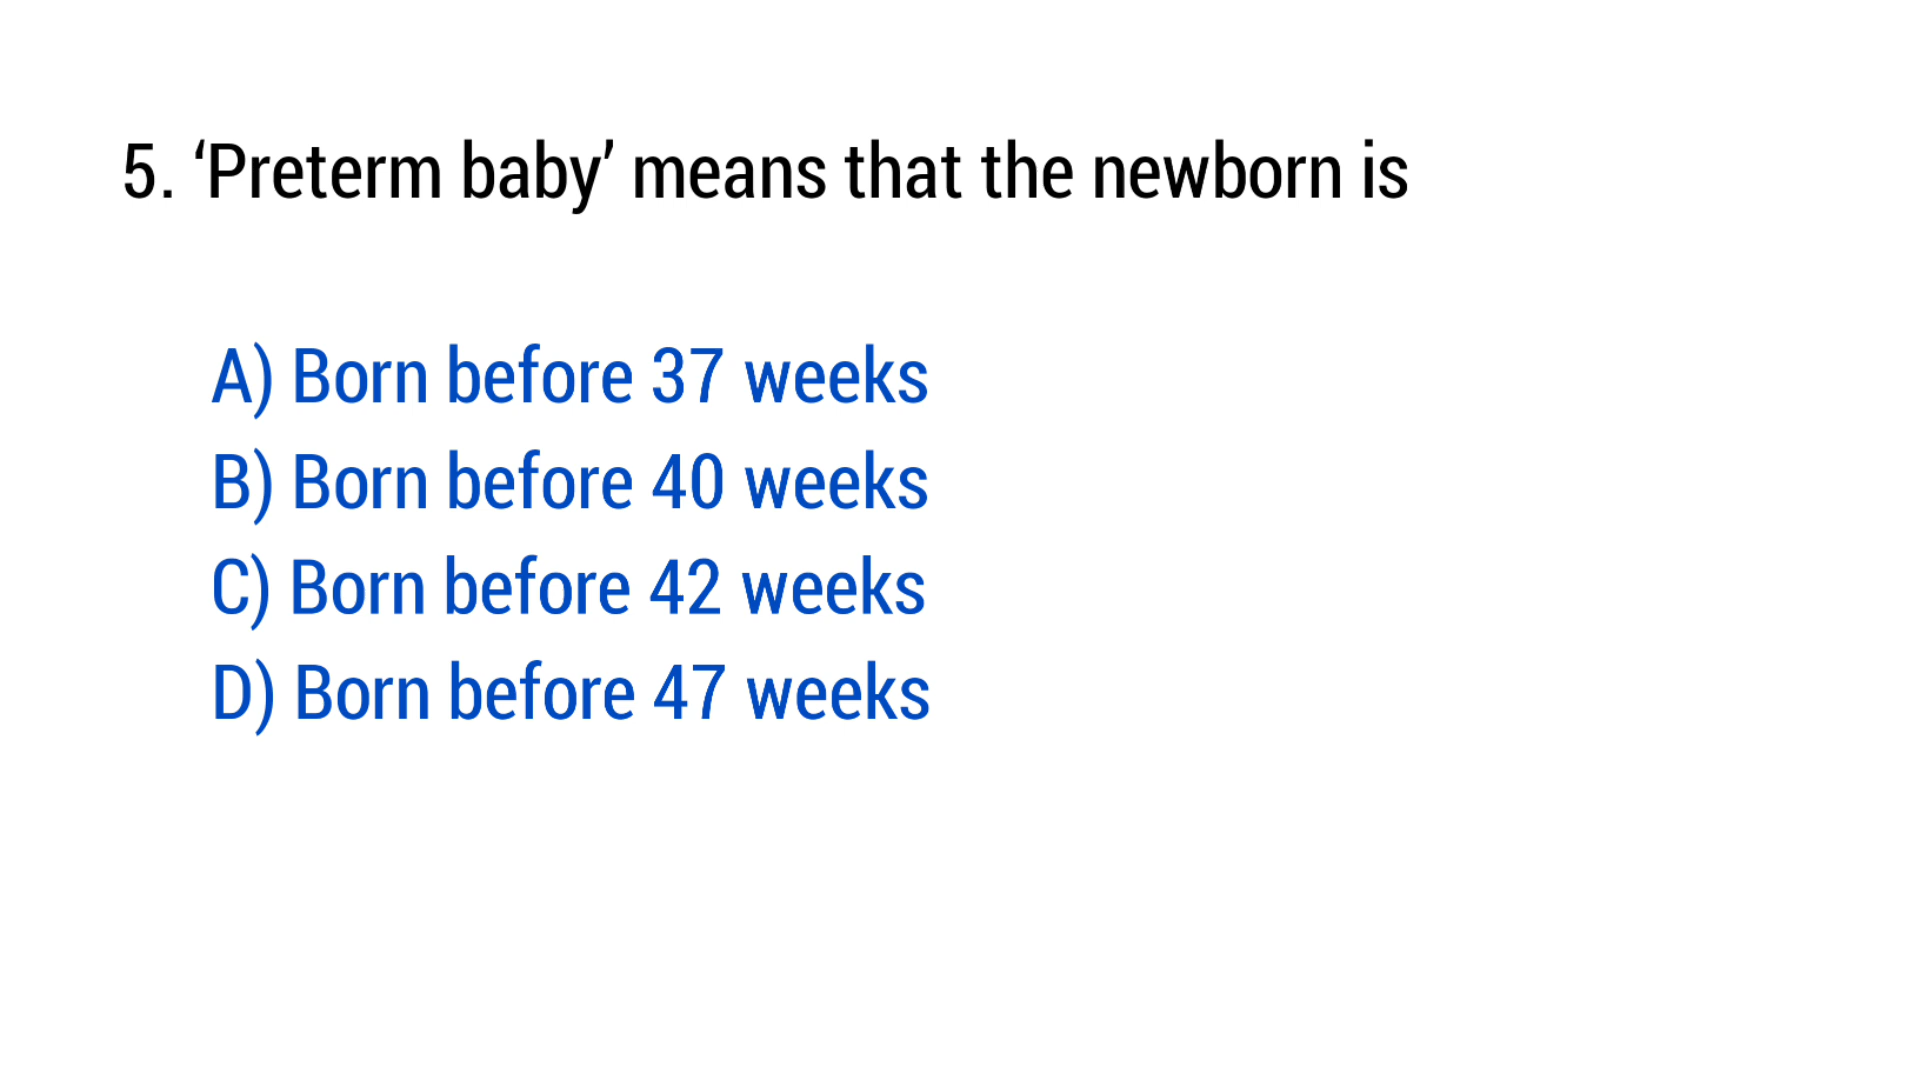 5. ‘Preterm baby’ means that the newborn is
A) Born before 37 weeks
B) Born before 40 weeks
C) Born before 42 weeks
D) Born before 47 weeks